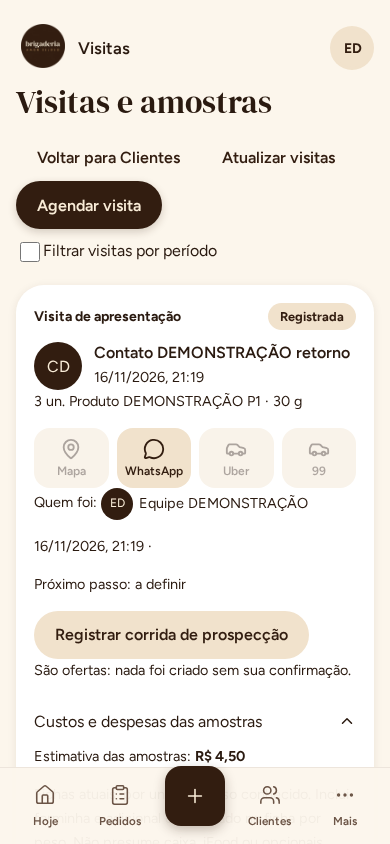 brigaderia
Visitas
ED
Visitas e amostras
Voltar para Clientes
Atualizar visitas
Agendar visita
Filtrar visitas por período
Visita de apresentação
Registrada
CD
Contato DEMONSTRAÇÃO retorno
16/11/2026, 21:19
3 un. Produto DEMONSTRAÇÃO P1 · 30 g
Mapa
WhatsApp
Uber
99
Quem foi: ED Equipe DEMONSTRAÇÃO
16/11/2026, 21:19 ·
Próximo passo: a definir
Registrar corrida de prospecção
São ofertas: nada foi criado sem sua confirmação.
Custos e despesas das amostras
Estimativa das amostras: R$ 4,50
Hoje
Pedidos
+
Clientes
Mais